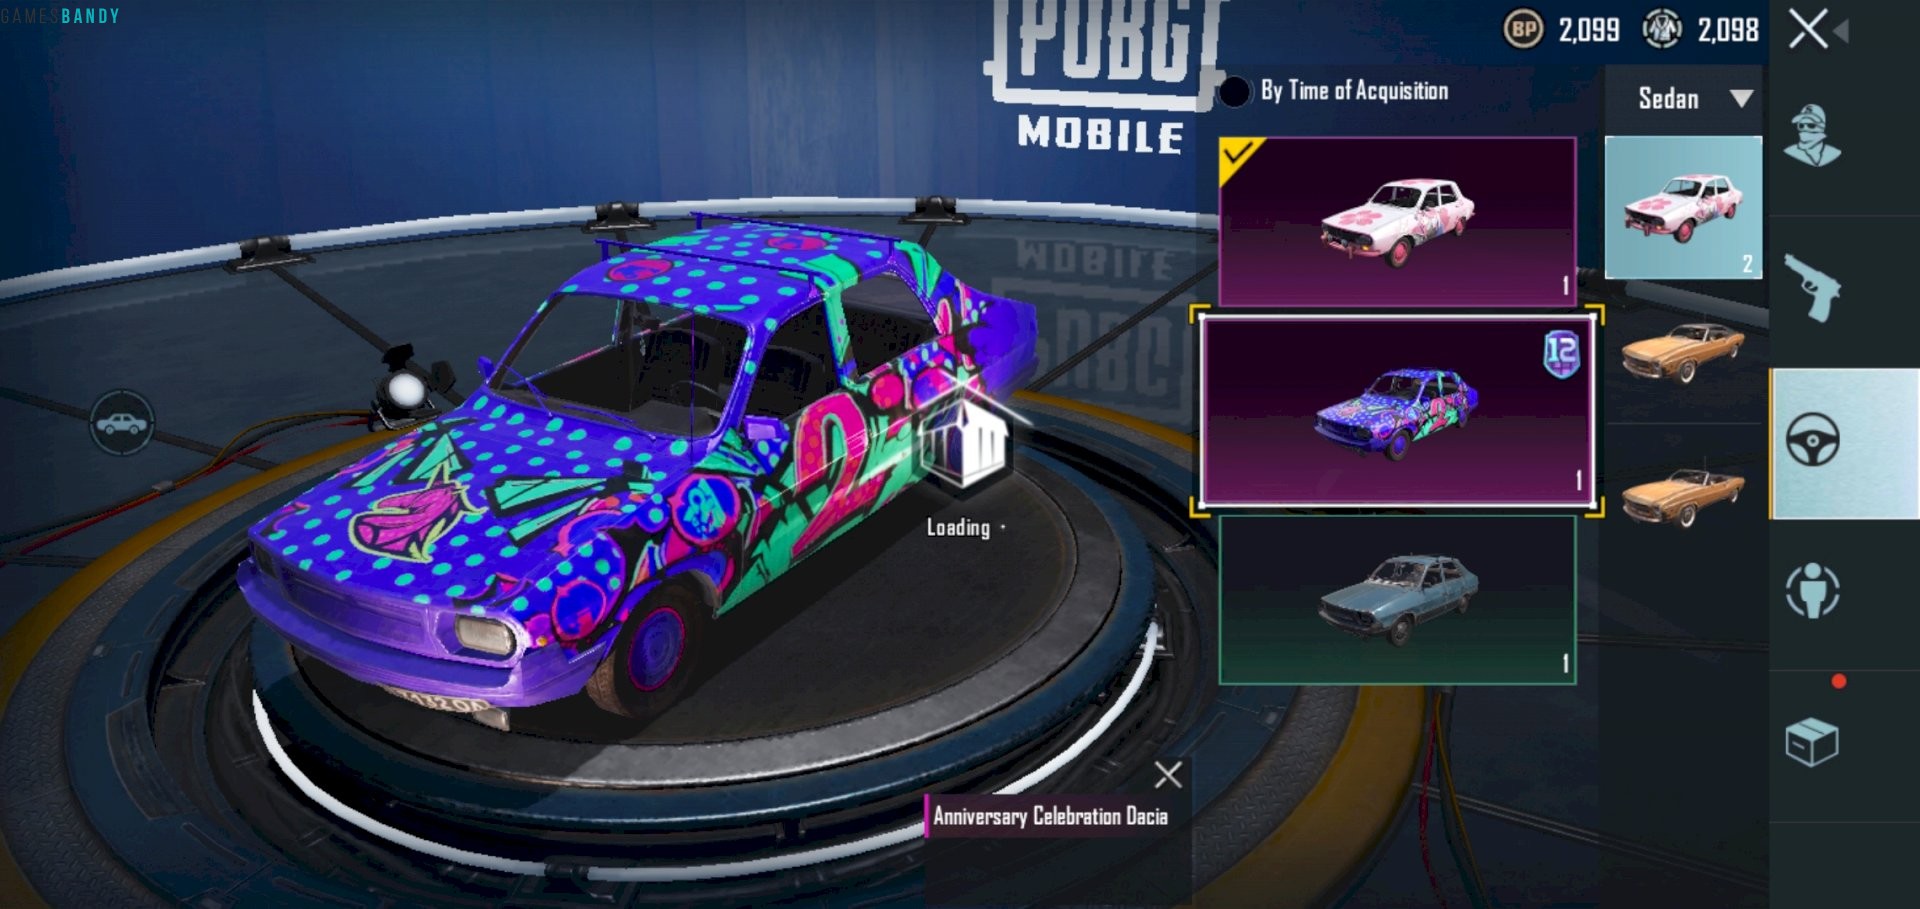 GAMESBANDY
PUBG
MOBILE
BP 2,099 2,098
By Time of Acquisition
Sedan
1
2
12
1
1
Loading
Anniversary Celebration Dacia